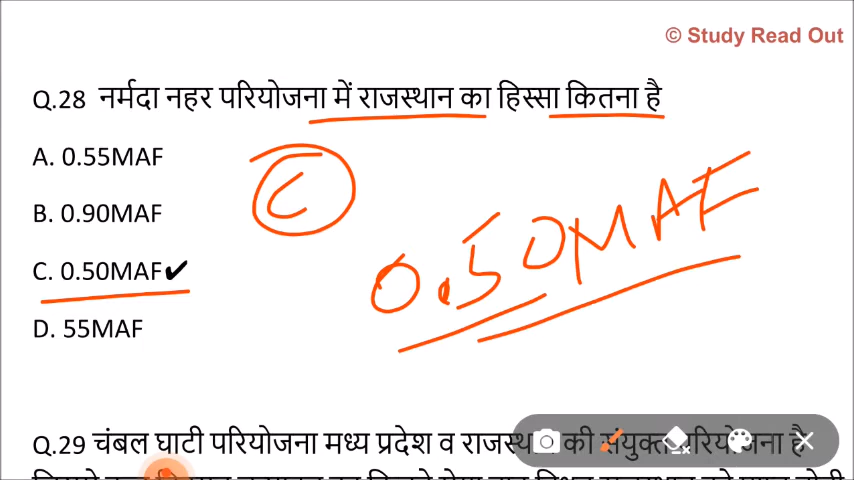 © Study Read Out
Q.28 नर्मदा नहर परियोजना में राजस्थान का हिस्सा कितना है
A. 0.55MAF
B. 0.90MAF
C. 0.50MAF✔
D. 55MAF
C
0.50MAF
Q.29 चंबल घाटी परियोजना मध्य प्रदेश व राजस्थान की संयुक्त परियोजना है